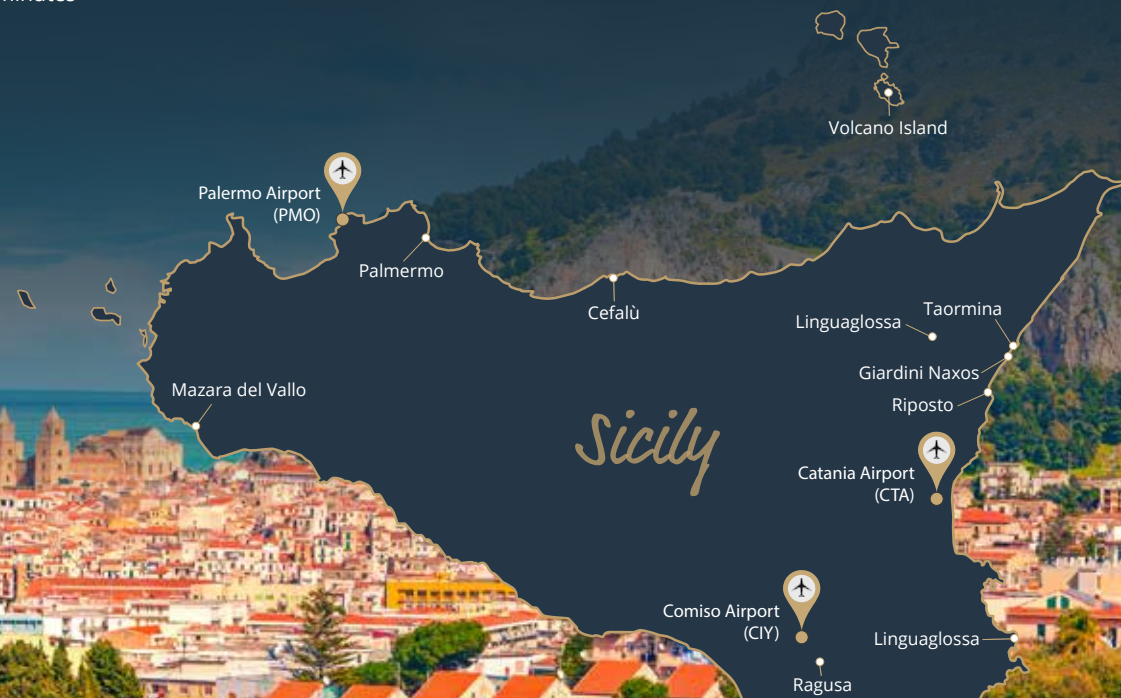 minutes
Volcano Island
Palermo Airport
(PMO)
Palmermo
Cefalù
Taormina
Linguaglossa
Giardini Naxos
Riposto
Mazara del Vallo
Sicily
Catania Airport
(CTA)
Comiso Airport
(CIY)
Linguaglossa
Ragusa